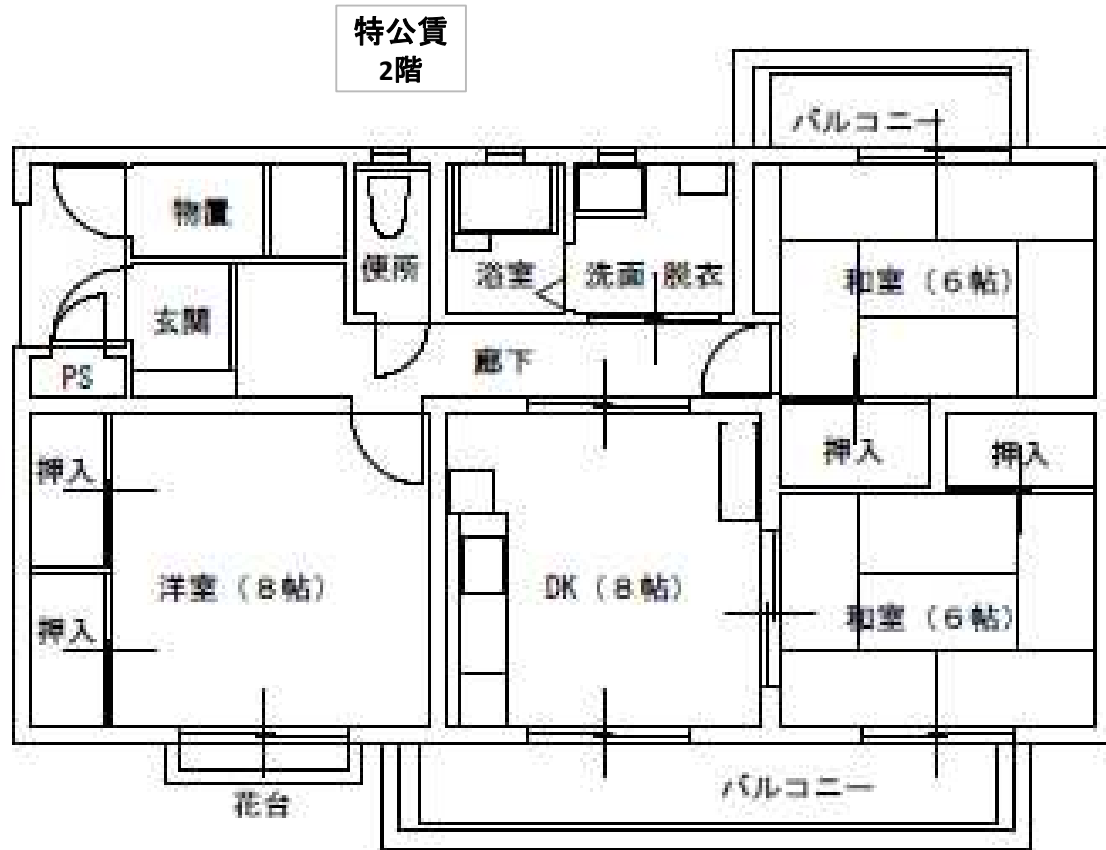 特公賃
2階
バルコニー
物置
便所
浴室
洗面 脱衣
和室（6帖）
玄関
廊下
PS
押入
押入
押入
洋室（8帖）
DK（8帖）
押入
和室（6帖）
バルコニー
花台